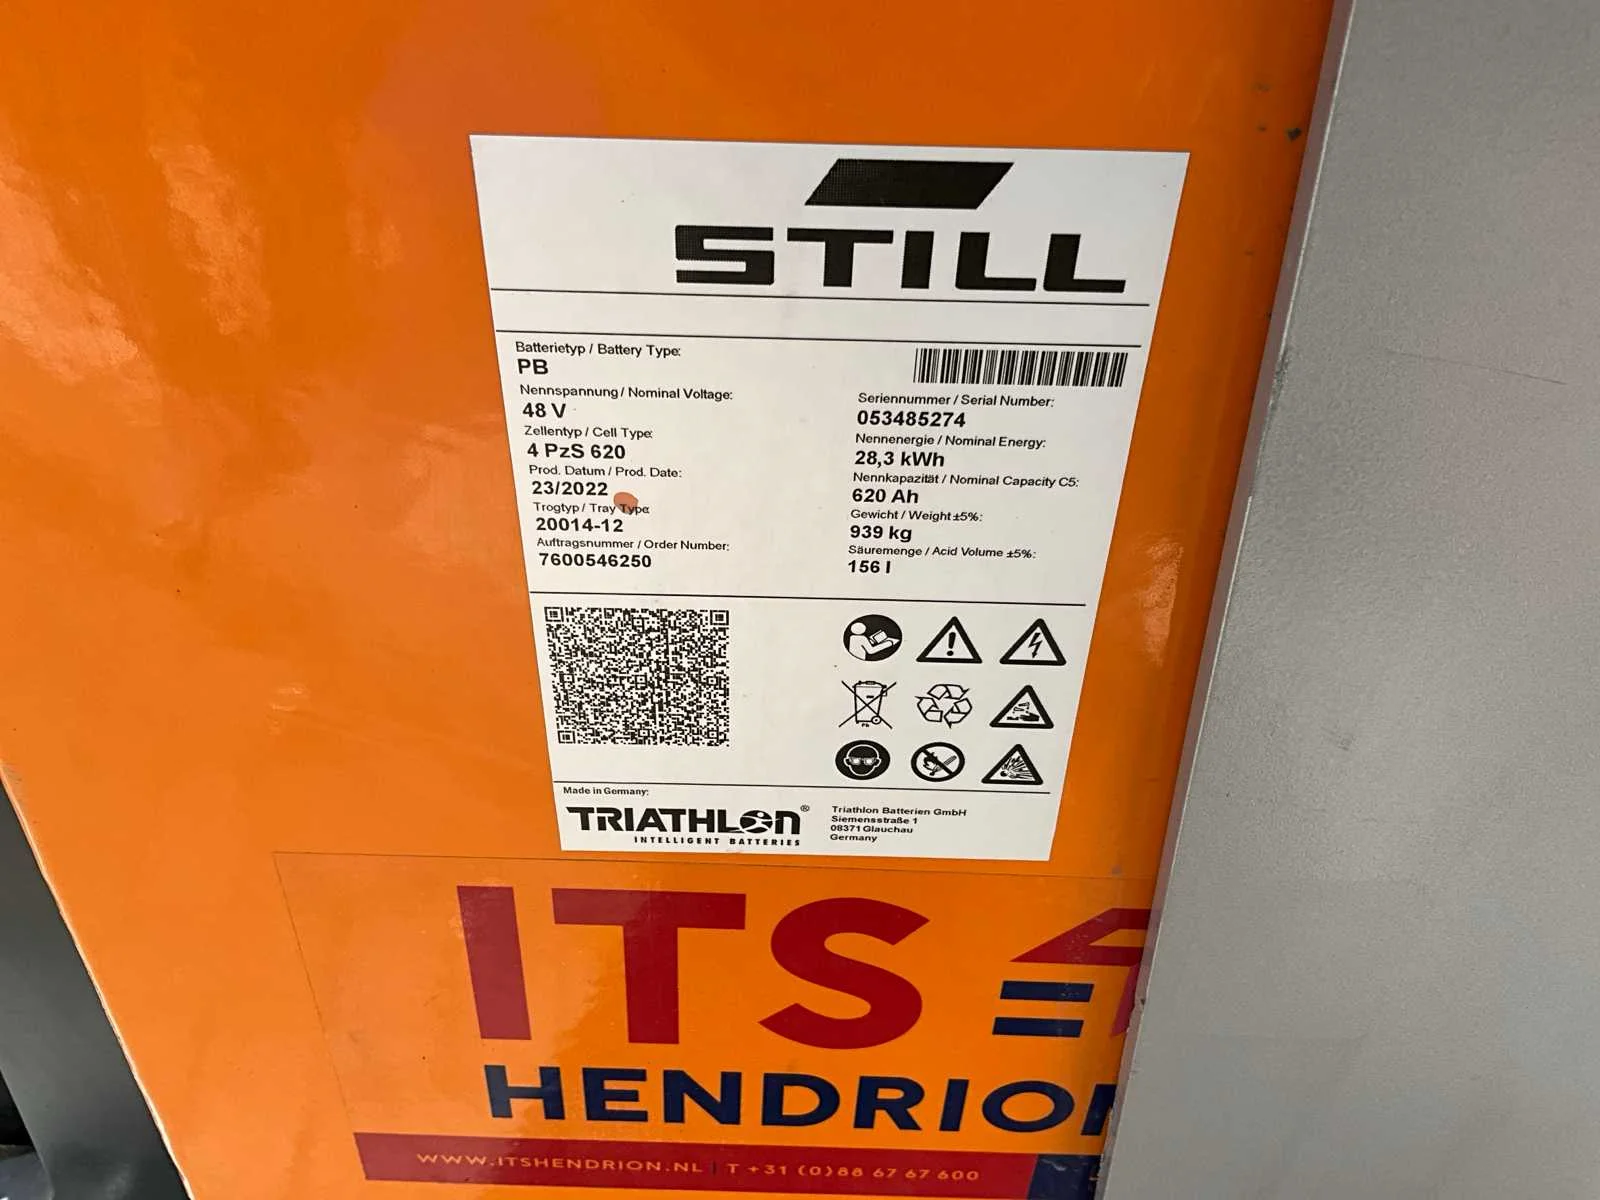 STILL
Batterietyp / Battery Type:
PB
Nennspannung / Nominal Voltage:
48 V
Zellentyp / Cell Type:
4 PzS 620
Prod. Datum / Prod. Date:
23/2022
Trogtyp / Tray Type:
20014-12
Auftragsnummer / Order Number:
7600546250
Seriennummer / Serial Number:
053485274
Nennenergie / Nominal Energy:
28,3 kWh
Nennkapazität / Nominal Capacity C5:
620 Ah
Gewicht / Weight ±5%:
939 kg
Säuremenge / Acid Volume ±5%:
156 l
Pb
Made in Germany:
TRIATHLON®
INTELLIGENT BATTERIES
Triathlon Batterien GmbH
Siemensstraße 1
08371 Glauchau
Germany
ITS
HENDRION
WWW.ITSHENDRION.NL | T +31 (0)88 67 67 600